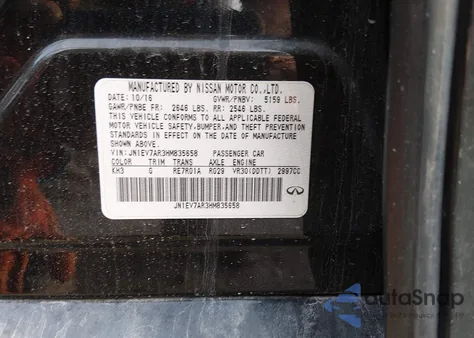 MANUFACTURED BY NISSAN MOTOR CO.,LTD.
DATE: 10/16 GVWR/PNBV: 5159 LBS.
GAWR/PNBE FR: 2646 LBS. RR: 2546 LBS.
THIS VEHICLE CONFORMS TO ALL APPLICABLE FEDERAL
MOTOR VEHICLE SAFETY,BUMPER,AND THEFT PREVENTION
STANDARDS IN EFFECT ON THE DATE OF MANUFACTURE
SHOWN ABOVE.
VIN: JN1EV7AR3HM835658 PASSENGER CAR
COLOR TRIM TRANS AXLE ENGINE
KH3 G RE7R01A RG29 VR30(DDTT) 2997CC
JN1EV7AR3HM835658
AutoSnap